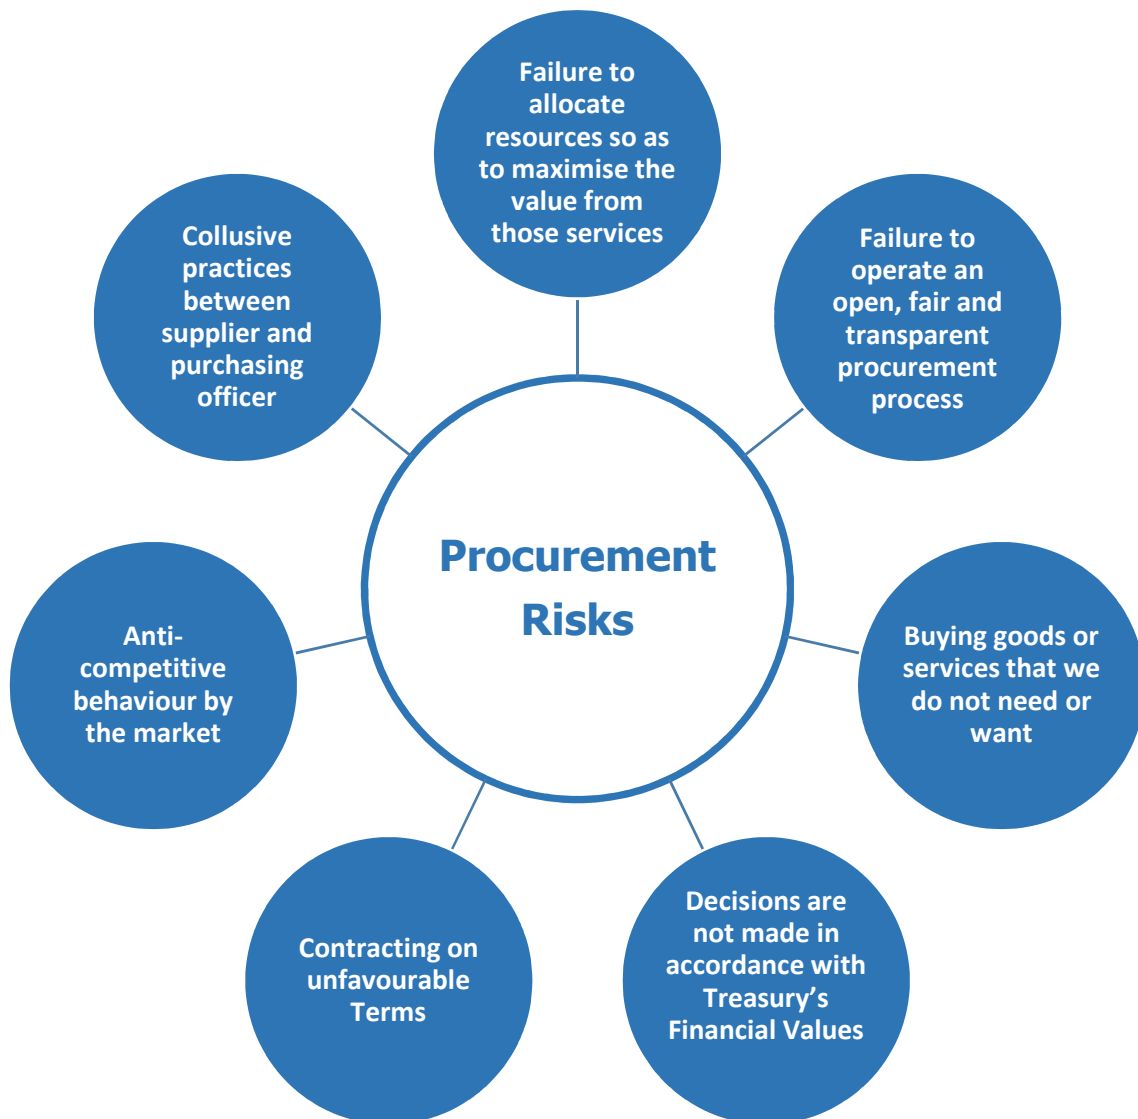 Failure to
allocate
resources so as
to maximise the
value from
those services
Failure to
operate an
open, fair and
transparent
procurement
process
Buying goods or
services that we
do not need or
want
Decisions are
not made in
accordance with
Treasury’s
Financial Values
Contracting on
unfavourable
Terms
Anti-
competitive
behaviour by
the market
Collusive
practices
between
supplier and
purchasing
officer
Procurement
Risks